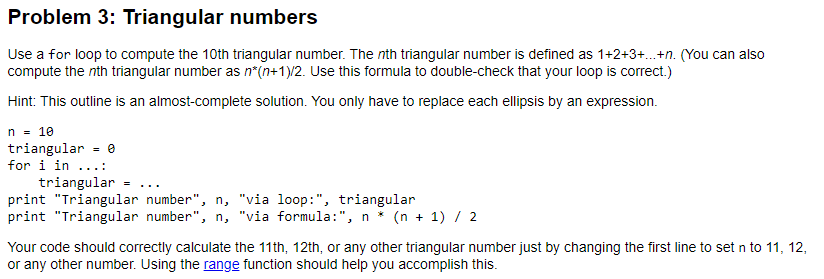 Problem 3: Triangular numbers
Use a for loop to compute the 10th triangular number. The nth triangular number is defined as 1+2+3+...+n. (You can also
compute the nth triangular number as n*(n+1)/2. Use this formula to double-check that your loop is correct.)
Hint: This outline is an almost-complete solution. You only have to replace each ellipsis by an expression.
n = 10
triangular = 0
for i in ...:
    triangular = ...
print "Triangular number", n, "via loop:", triangular
print "Triangular number", n, "via formula:", n * (n + 1) / 2
Your code should correctly calculate the 11th, 12th, or any other triangular number just by changing the first line to set n to 11, 12,
or any other number. Using the range function should help you accomplish this.